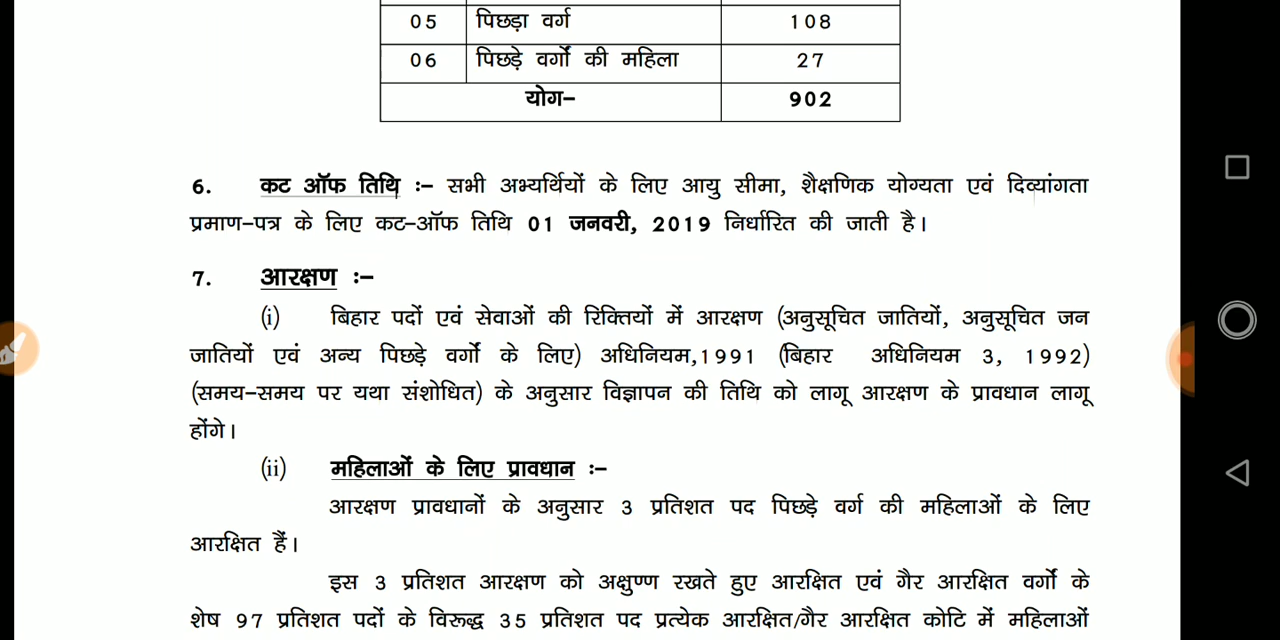 05 पिछड़ा वर्ग 108
06 पिछड़े वर्गों की महिला 27
योग- 902
6. कट ऑफ तिथि :- सभी अभ्यर्थियों के लिए आयु सीमा, शैक्षणिक योग्यता एवं दिव्यांगता
प्रमाण-पत्र के लिए कट-ऑफ तिथि 01 जनवरी, 2019 निर्धारित की जाती है।
7. आरक्षण :-
(i) बिहार पदों एवं सेवाओं की रिक्तियों में आरक्षण (अनुसूचित जातियों, अनुसूचित जन
जातियों एवं अन्य पिछड़े वर्गों के लिए) अधिनियम,1991 (बिहार अधिनियम 3, 1992)
(समय-समय पर यथा संशोधित) के अनुसार विज्ञापन की तिथि को लागू आरक्षण के प्रावधान लागू
होंगे।
(ii) महिलाओं के लिए प्रावधान :-
आरक्षण प्रावधानों के अनुसार 3 प्रतिशत पद पिछड़े वर्ग की महिलाओं के लिए
आरक्षित हैं।
इस 3 प्रतिशत आरक्षण को अक्षुण्ण रखते हुए आरक्षित एवं गैर आरक्षित वर्गों के
शेष 97 प्रतिशत पदों के विरूद्ध 35 प्रतिशत पद प्रत्येक आरक्षित/गैर आरक्षित कोटि में महिलाओं